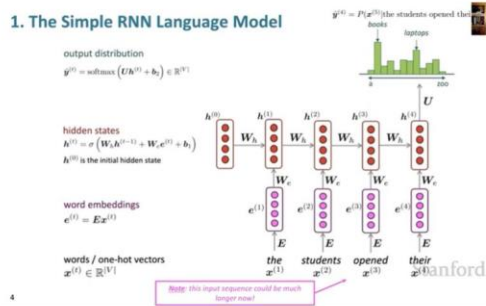 1. The Simple RNN Language Model
ŷ⁽⁴⁾ = P(x⁽⁵⁾|the students opened their
books
laptops
a
zoo
output distribution
ŷ⁽ᵗ⁾ = softmax (Uh⁽ᵗ⁾ + b₂) ∈ ℝ|V|
U
h⁽⁰⁾ h⁽¹⁾ h⁽²⁾ h⁽³⁾ h⁽⁴⁾
hidden states
h⁽ᵗ⁾ = σ (Wₕh⁽ᵗ⁻¹⁾ + Wₑe⁽ᵗ⁾ + b₁)
h⁽⁰⁾ is the initial hidden state
Wₕ Wₕ Wₕ Wₕ
Wₑ Wₑ Wₑ Wₑ
word embeddings
e⁽ᵗ⁾ = Ex⁽ᵗ⁾
e⁽¹⁾ e⁽²⁾ e⁽³⁾ e⁽⁴⁾
E E E E
words / one-hot vectors
x⁽ᵗ⁾ ∈ ℝ|V|
the students opened their
x⁽¹⁾ x⁽²⁾ x⁽³⁾
Stanford
Note: this input sequence could be much
longer now!
4